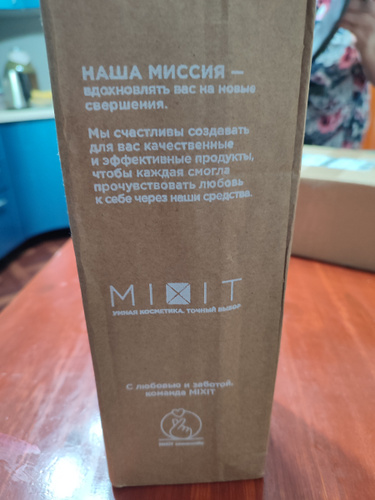 НАША МИССИЯ —
вдохновлять вас на новые
свершения.
Мы счастливы создавать
для вас качественные
и эффективные продукты,
чтобы каждая смогла
прочувствовать любовь
к себе через наши средства.
MIXIT
УМНАЯ КОСМЕТИКА. ТОЧНЫЙ ВЫБОР
С любовью и заботой,
команда MIXIT